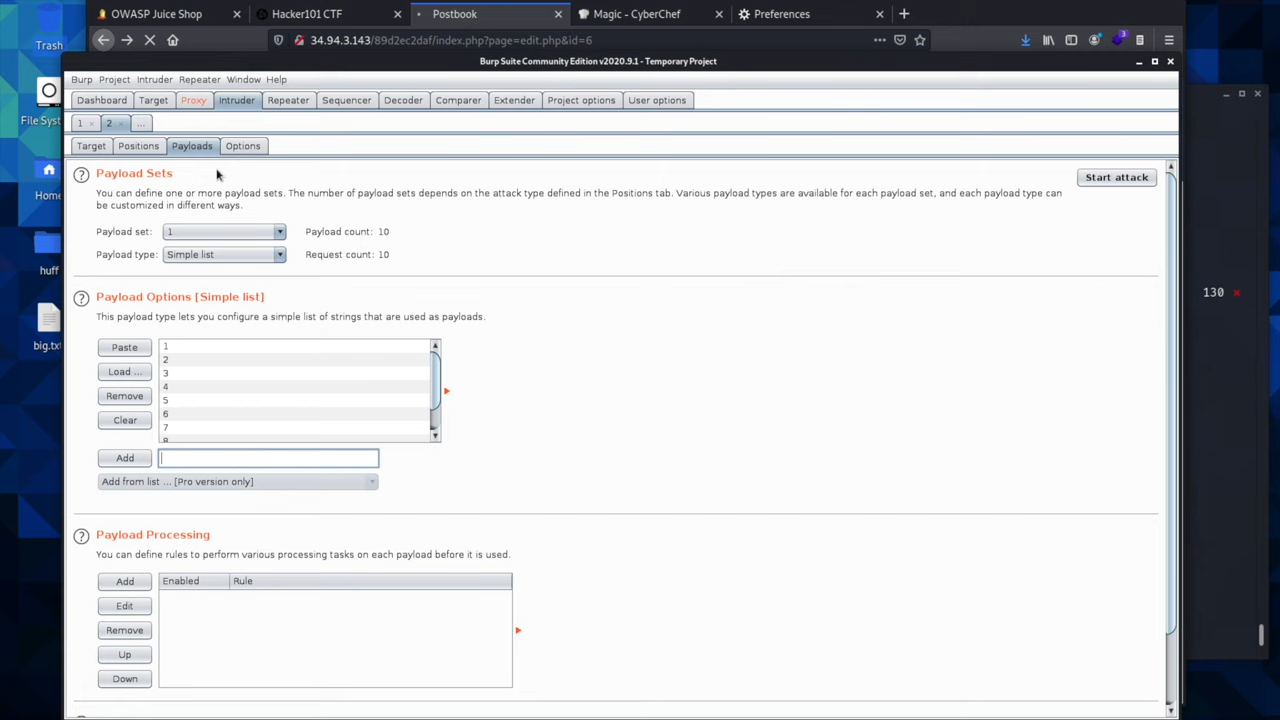 Trash
File Sys
Home
huff
big.txt
OWASP Juice Shop
Hacker101 CTF
Postbook
Magic - CyberChef
Preferences
34.94.3.143/89d2ec2daf/index.php?page=edit.php&id=6
3
Burp Suite Community Edition v2020.9.1 - Temporary Project
Burp Project Intruder Repeater Window Help
Dashboard Target Proxy Intruder Repeater Sequencer Decoder Comparer Extender Project options User options
1 × 2 × ...
Target Positions Payloads Options
? Payload Sets
Start attack
You can define one or more payload sets. The number of payload sets depends on the attack type defined in the Positions tab. Various payload types are available for each payload set, and each payload type can
be customized in different ways.
Payload set: 1 Payload count: 10
Payload type: Simple list Request count: 10
? Payload Options [Simple list]
This payload type lets you configure a simple list of strings that are used as payloads.
Paste
Load ...
Remove
Clear
1
2
3
4
5
6
7
8
Add
Add from list ... [Pro version only]
? Payload Processing
You can define rules to perform various processing tasks on each payload before it is used.
Add
Edit
Remove
Up
Down
Enabled Rule
130 ×